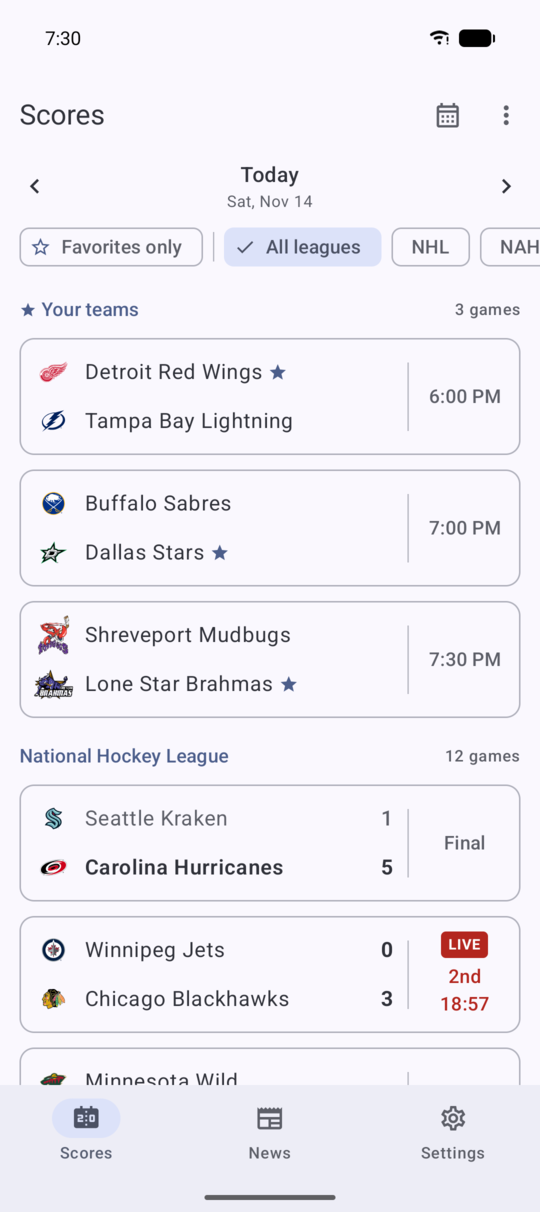 7:30
Scores
Today
Sat, Nov 14
Favorites only
All leagues
NHL
NAH
Your teams
3 games
Detroit Red Wings
Tampa Bay Lightning
6:00 PM
Buffalo Sabres
Dallas Stars
7:00 PM
Shreveport Mudbugs
Lone Star Brahmas
7:30 PM
National Hockey League
12 games
Seattle Kraken 1
Carolina Hurricanes 5
Final
Winnipeg Jets 0
Chicago Blackhawks 3
LIVE
2nd
18:57
Minnesota Wild
2:0
Scores
News
Settings